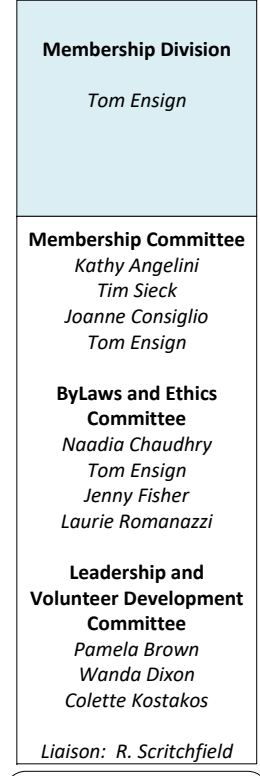 Membership Division
Tom Ensign
Membership Committee
Kathy Angelini
Tim Sieck
Joanne Consiglio
Tom Ensign
ByLaws and Ethics
Committee
Naadia Chaudhry
Tom Ensign
Jenny Fisher
Laurie Romanazzi
Leadership and
Volunteer Development
Committee
Pamela Brown
Wanda Dixon
Colette Kostakos
Liaison:  R. Scritchfield